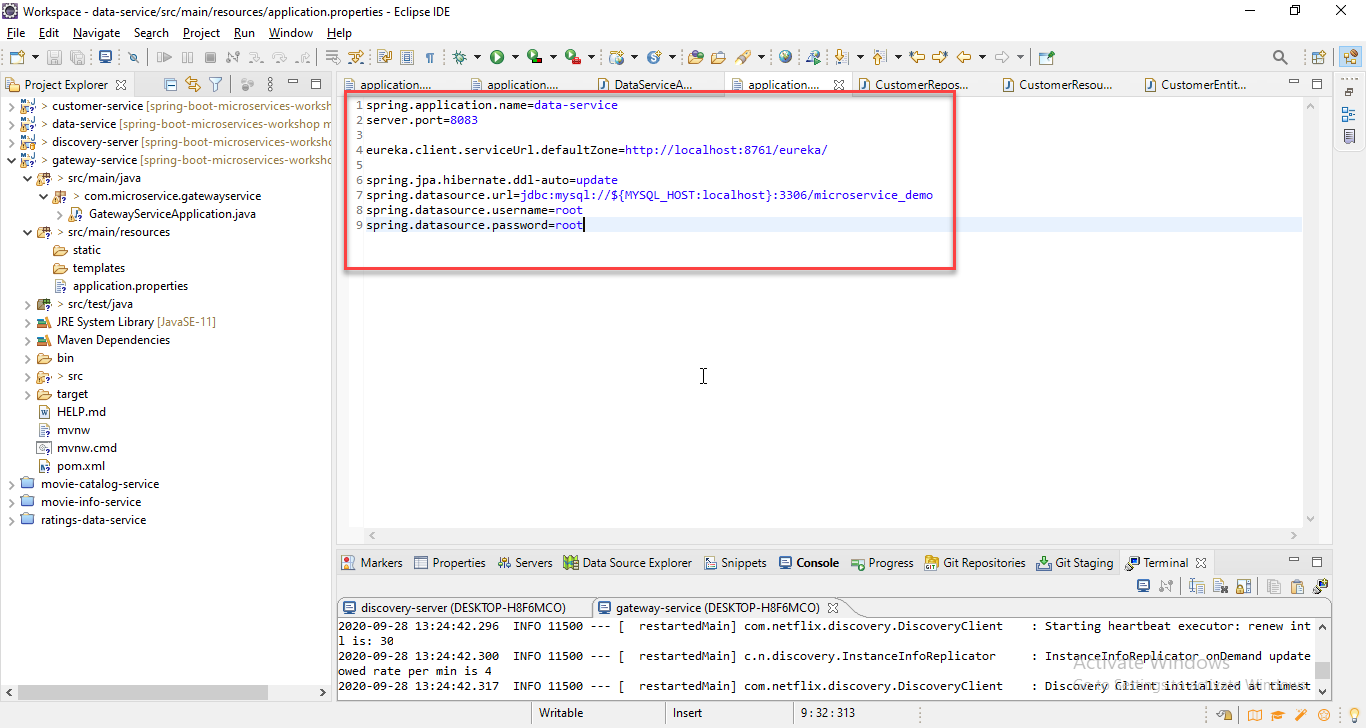 Workspace - data-service/src/main/resources/application.properties - Eclipse IDE
File Edit Navigate Search Project Run Window Help
Project Explorer
customer-service [spring-boot-microservices-worksh
data-service [spring-boot-microservices-workshop m
discovery-server [spring-boot-microservices-worksho
gateway-service [spring-boot-microservices-worksho
src/main/java
com.microservice.gatewayservice
GatewayServiceApplication.java
src/main/resources
static
templates
application.properties
src/test/java
JRE System Library [JavaSE-11]
Maven Dependencies
bin
src
target
HELP.md
mvnw
mvnw.cmd
pom.xml
movie-catalog-service
movie-info-service
ratings-data-service
application.... application.... DataServiceA... application.... CustomerRepos... CustomerResou... CustomerEntit...
1 spring.application.name=data-service
2 server.port=8083
3
4 eureka.client.serviceUrl.defaultZone=http://localhost:8761/eureka/
5
6 spring.jpa.hibernate.ddl-auto=update
7 spring.datasource.url=jdbc:mysql://${MYSQL_HOST:localhost}:3306/microservice_demo
8 spring.datasource.username=root
9 spring.datasource.password=root
Markers Properties Servers Data Source Explorer Snippets Console Progress Git Repositories Git Staging Terminal
discovery-server (DESKTOP-H8F6MCO) gateway-service (DESKTOP-H8F6MCO)
2020-09-28 13:24:42.296 INFO 11500 --- [ restartedMain] com.netflix.discovery.DiscoveryClient : Starting heartbeat executor: renew int
l is: 30
2020-09-28 13:24:42.300 INFO 11500 --- [ restartedMain] c.n.discovery.InstanceInfoReplicator : InstanceInfoReplicator onDemand update
owed rate per min is 4
2020-09-28 13:24:42.317 INFO 11500 --- [ restartedMain] com.netflix.discovery.DiscoveryClient : Discovery Client initialized at timest
Activate Windows
Go to Settings to activate Windows.
Writable Insert 9 : 32 : 313